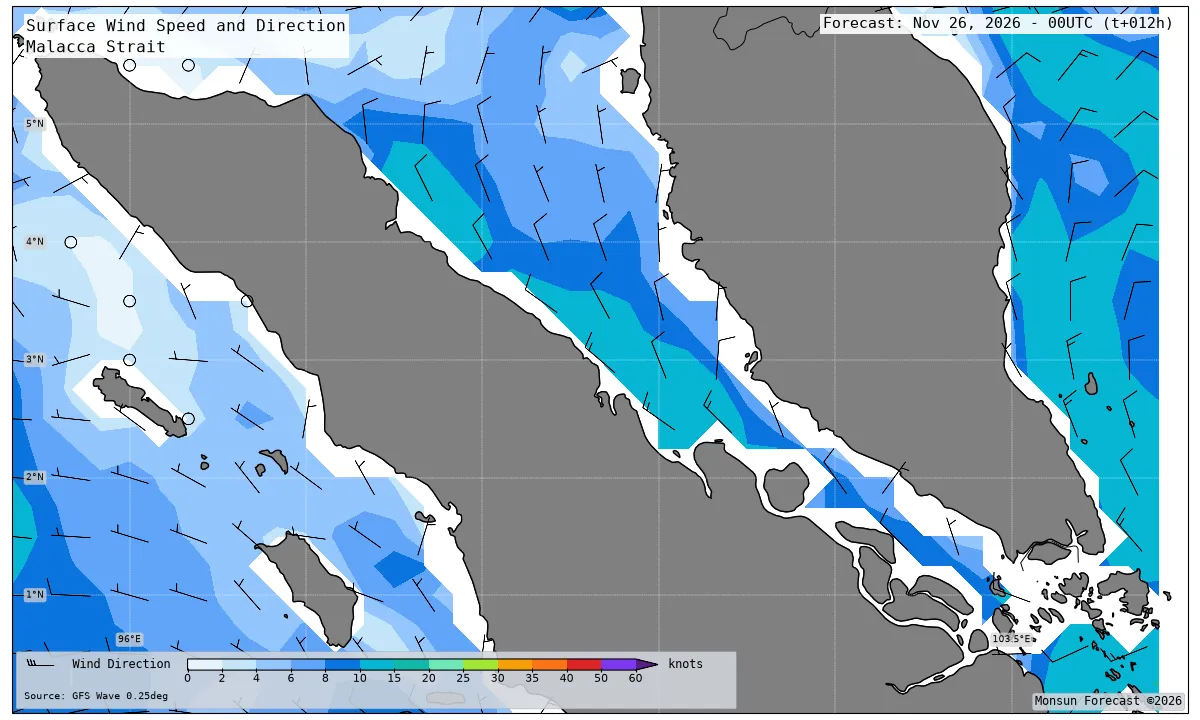 Surface Wind Speed and Direction
Malacca Strait
Forecast: Nov 26, 2026 - 00UTC (t+012h)
5°N
4°N
3°N
2°N
1°N
96°E
103.5°E
Wind Direction
knots
0 2 4 6 8 10 12 15 20 25 30 35 40 50 60
Source: GFS Wave 0.25deg
Monsun Forecast ©2026